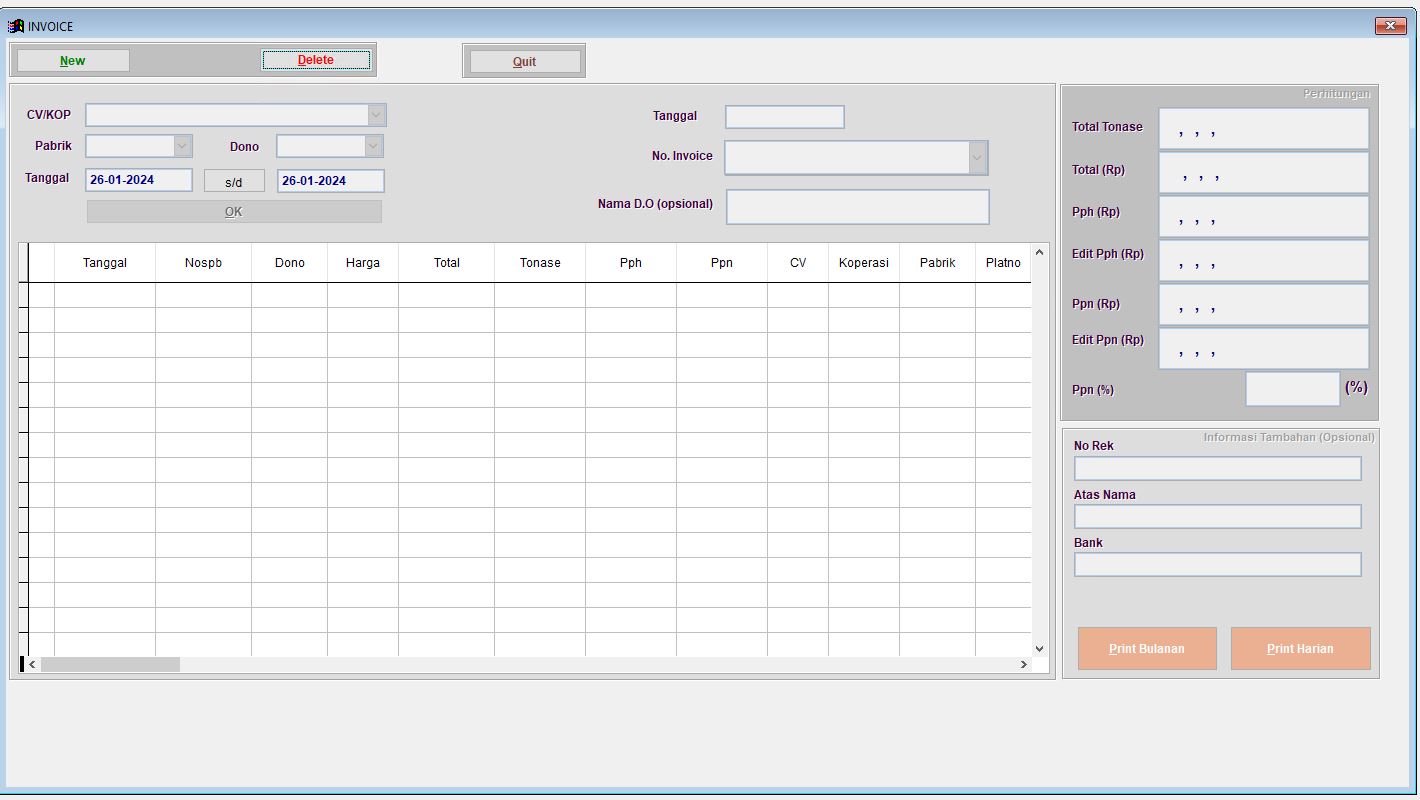 INVOICE
New Delete Quit
CV/KOP
Pabrik Dono
Tanggal 26-01-2024 s/d 26-01-2024
OK
Tanggal
No. Invoice
Nama D.O (opsional)
Tanggal Nospb Dono Harga Total Tonase Pph Ppn CV Koperasi Pabrik Platno
Perhitungan
Total Tonase , , ,
Total (Rp) , , ,
Pph (Rp) , , ,
Edit Pph (Rp) , , ,
Ppn (Rp) , , ,
Edit Ppn (Rp) , , ,
Ppn (%) (%)
Informasi Tambahan (Opsional)
No Rek
Atas Nama
Bank
Print Bulanan Print Harian